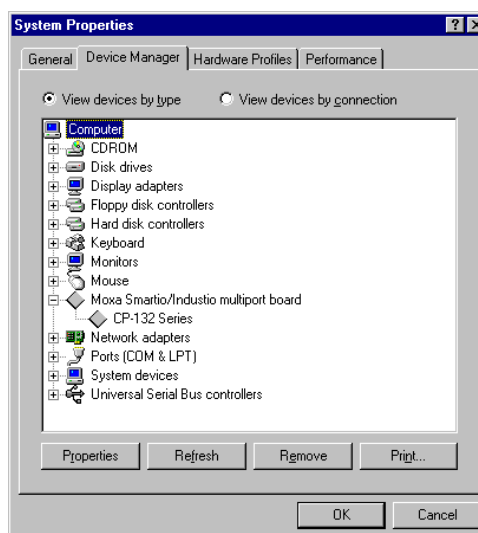 System Properties
General Device Manager Hardware Profiles Performance
View devices by type View devices by connection
Computer
CDROM
Disk drives
Display adapters
Floppy disk controllers
Hard disk controllers
Keyboard
Monitors
Mouse
Moxa Smartio/Industio multiport board
CP-132 Series
Network adapters
Ports (COM & LPT)
System devices
Universal Serial Bus controllers
Properties Refresh Remove Print...
OK Cancel